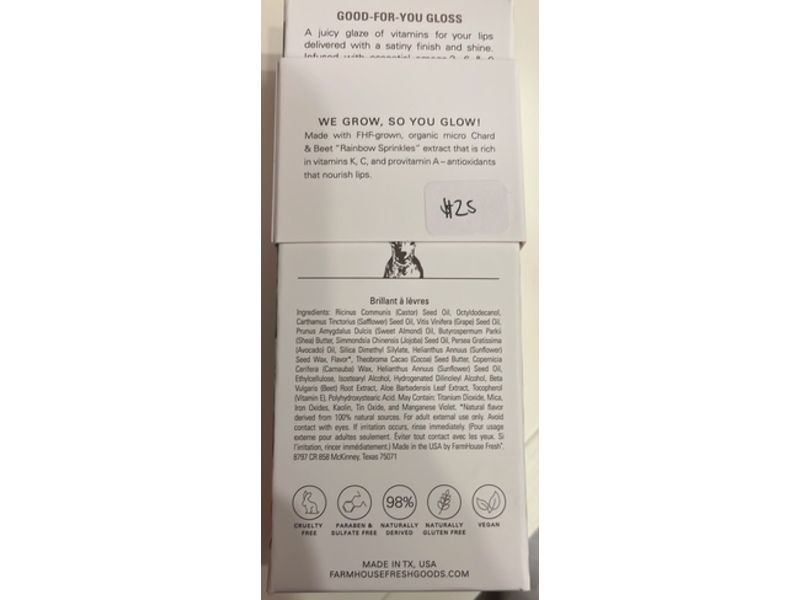 GOOD-FOR-YOU GLOSS
A juicy glaze of vitamins for your lips
delivered with a satiny finish and shine.
Infused with essential omega 3, 6 & 9
WE GROW, SO YOU GLOW!
Made with FHF-grown, organic micro Chard
& Beet "Rainbow Sprinkles" extract that is rich
in vitamins K, C, and provitamin A – antioxidants
that nourish lips.
$25
Brillant à lèvres
Ingredients: Ricinus Communis (Castor) Seed Oil, Octyldodecanol,
Carthamus Tinctorius (Safflower) Seed Oil, Vitis Vinifera (Grape) Seed Oil,
Prunus Amygdalus Dulcis (Sweet Almond) Oil, Butyrospermum Parkii
(Shea) Butter, Simmondsia Chinensis (Jojoba) Seed Oil, Persea Gratissima
(Avocado) Oil, Silica Dimethyl Silylate, Helianthus Annuus (Sunflower)
Seed Wax, Flavor*, Theobroma Cacao (Cocoa) Seed Butter, Copernicia
Cerifera (Carnauba) Wax, Helianthus Annuus (Sunflower) Seed Oil,
Ethylcellulose, Isostearyl Alcohol, Hydrogenated Dilinoleyl Alcohol, Beta
Vulgaris (Beet) Root Extract, Aloe Barbadensis Leaf Extract, Tocopherol
(Vitamin E), Polyhydroxystearic Acid. May Contain: Titanium Dioxide, Mica,
Iron Oxides, Kaolin, Tin Oxide, and Manganese Violet. *Natural flavor
derived from 100% natural sources. For adult external use only. Avoid
contact with eyes. If irritation occurs, rinse immediately. (Pour usage
externe pour adultes seulement. Éviter tout contact avec les yeux. Si
l'irritation, rincer immédiatement.) Made in the USA by FarmHouse Fresh®
8797 CR 858 McKinney, Texas 75071
98%
CRUELTY FREE
PARABEN & SULFATE FREE
NATURALLY DERIVED
NATURALLY GLUTEN FREE
VEGAN
MADE IN TX, USA
FARMHOUSEFRESHGOODS.COM